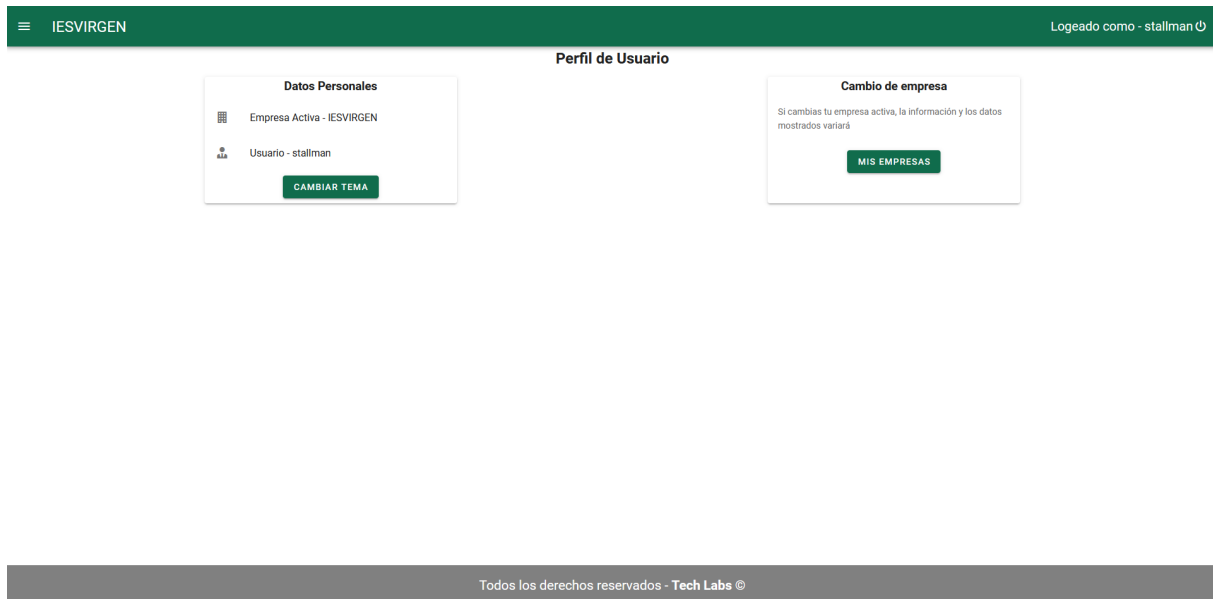 IESVIRGEN
Logeado como - stallman
Perfil de Usuario
Datos Personales
Empresa Activa - IESVIRGEN
Usuario - stallman
CAMBIAR TEMA
Cambio de empresa
Si cambias tu empresa activa, la información y los datos
mostrados variará
MIS EMPRESAS
Todos los derechos reservados - Tech Labs ©